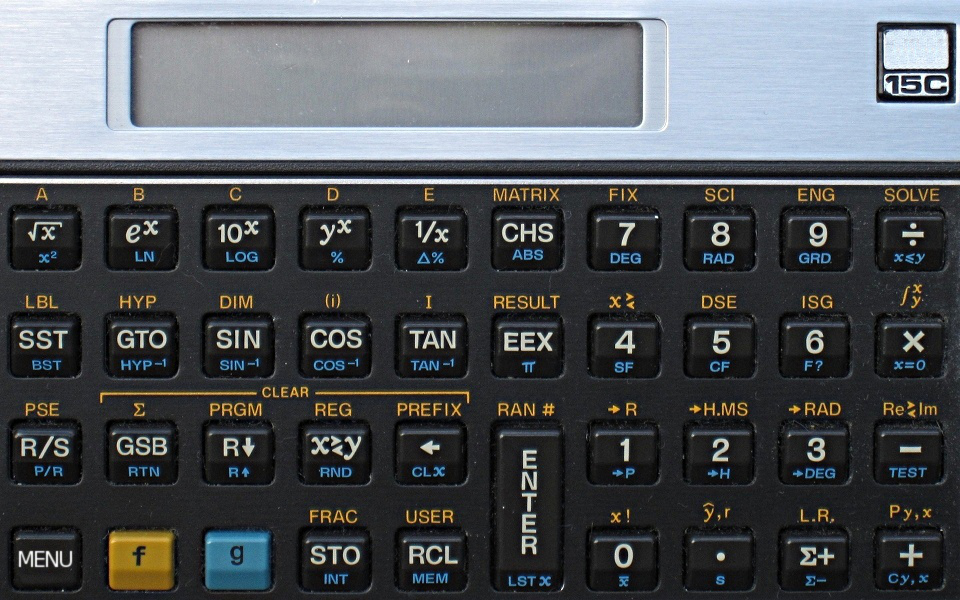 15C
A B C D E MATRIX FIX SCI ENG SOLVE
√x eˣ 10ˣ yˣ 1/x CHS 7 8 9 ÷
x² LN LOG % Δ% ABS DEG RAD GRD x≤y
LBL HYP DIM (i) I RESULT x≷ DSE ISG ∫xy
SST GTO SIN COS TAN EEX 4 5 6 ×
BST HYP⁻¹ SIN⁻¹ COS⁻¹ TAN⁻¹ π SF CF F? x=0
CLEAR
PSE Σ PRGM REG PREFIX RAN # →R →H.MS →RAD Re≷Im
R/S GSB R↓ x≷y ← ENTER 1 2 3 −
P/R RTN R↑ RND CLx →P →H →DEG TEST
FRAC USER x! ŷ,r L.R. Py,x
MENU f g STO RCL 0 · Σ+ +
INT MEM LSTx x̅ s Σ− Cy,x